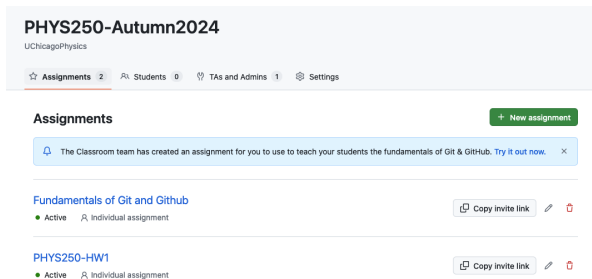 PHYS250-Autumn2024
UChicagoPhysics
Assignments 2 Students 0 TAs and Admins 1 Settings
Assignments + New assignment
The Classroom team has created an assignment for you to use to teach your students the fundamentals of Git & GitHub. Try it out now. ×
Fundamentals of Git and Github
Copy invite link
Active Individual assignment
PHYS250-HW1
Copy invite link
Active Individual assignment